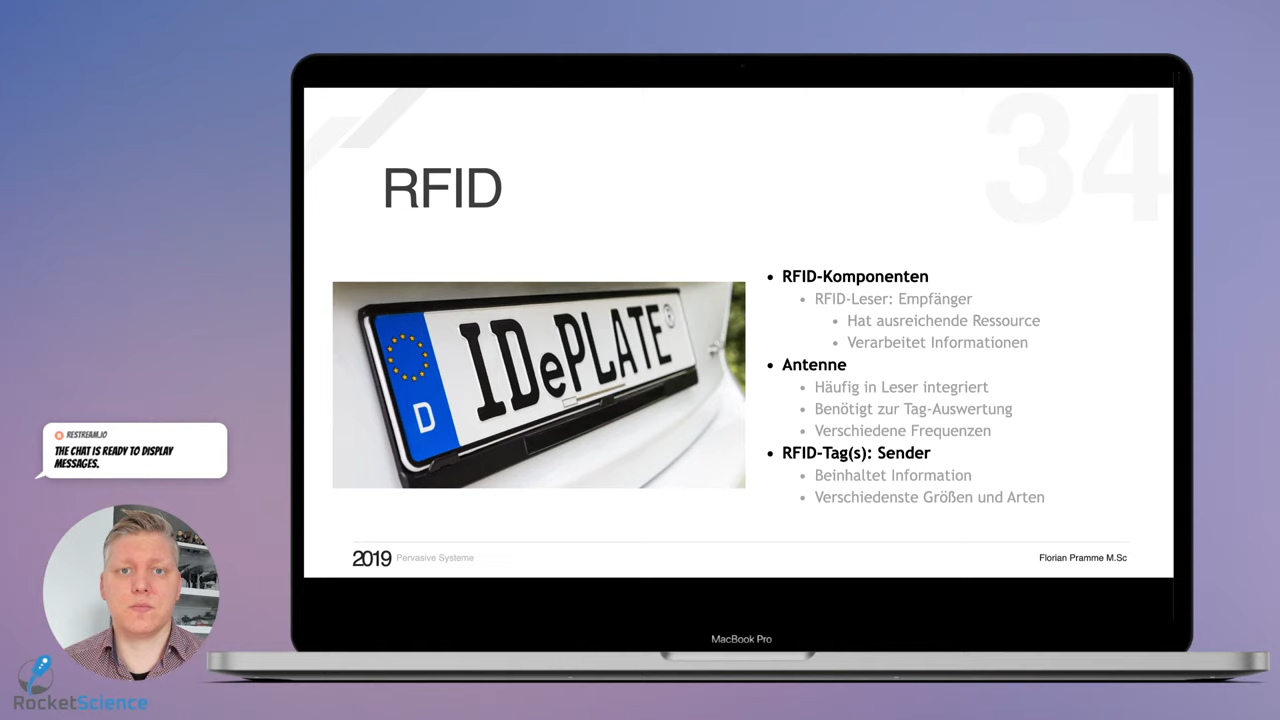 34
RFID
D
IDePLATE
• RFID-Komponenten
• RFID-Leser: Empfänger
• Hat ausreichende Ressource
• Verarbeitet Informationen
• Antenne
• Häufig in Leser integriert
• Benötigt zur Tag-Auswertung
• Verschiedene Frequenzen
• RFID-Tag(s): Sender
• Beinhaltet Information
• Verschiedenste Größen und Arten
2019 Pervasive Systeme
Florian Pramme M.Sc
MacBook Pro
RESTREAM.IO
THE CHAT IS READY TO DISPLAY
MESSAGES.
RocketScience